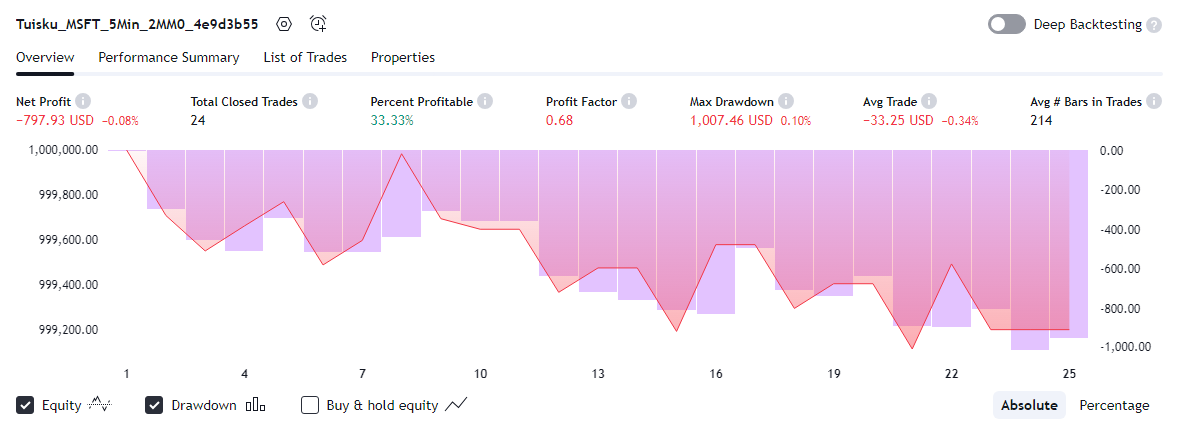 Tuisku_MSFT_5Min_2MM0_4e9d3b55
Deep Backtesting ?
Overview Performance Summary List of Trades Properties
Net Profit i Total Closed Trades i Percent Profitable i Profit Factor i Max Drawdown i Avg Trade i Avg # Bars in Trades i
−797.93 USD −0.08% 24 33.33% 0.68 1,007.46 USD 0.10% −33.25 USD −0.34% 214
1,000,000.00 0.00
999,800.00 -200.00
999,600.00 -400.00
-600.00
999,400.00
-800.00
999,200.00
-1,000.00
1 4 7 10 13 16 19 22 25
Equity Drawdown Buy & hold equity Absolute Percentage